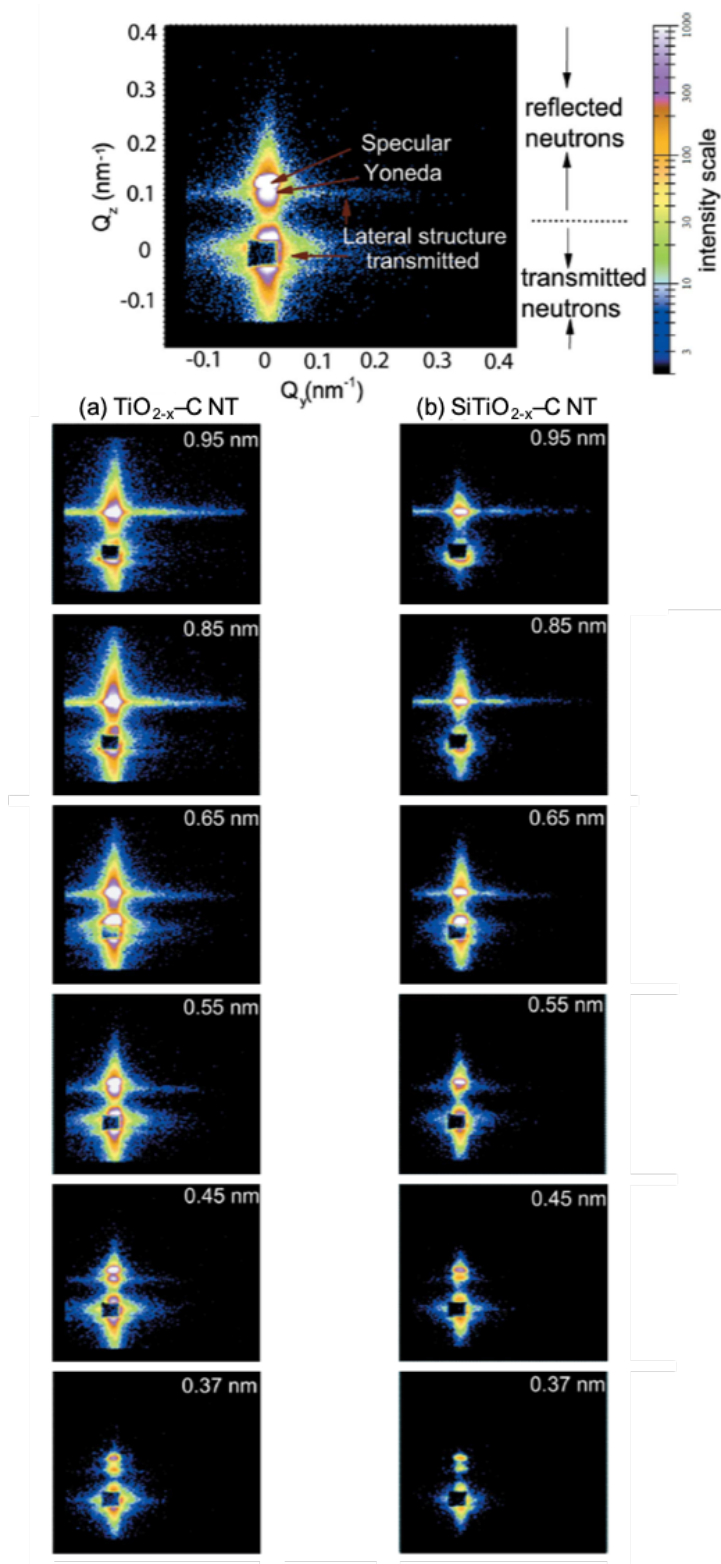 0.4
0.3
0.2
0.1
0
-0.1
Q_z (nm⁻¹)
Specular
Yoneda
Lateral structure
transmitted
-0.1 0 0.1 0.2 0.3 0.4
Q_y(nm⁻¹)
reflected
neutrons
transmitted
neutrons
1000
300
100
30
10
3
intensity scale
(a) TiO₂₋ₓ–C NT
(b) SiTiO₂₋ₓ–C NT
0.95 nm
0.95 nm
0.85 nm
0.85 nm
0.65 nm
0.65 nm
0.55 nm
0.55 nm
0.45 nm
0.45 nm
0.37 nm
0.37 nm